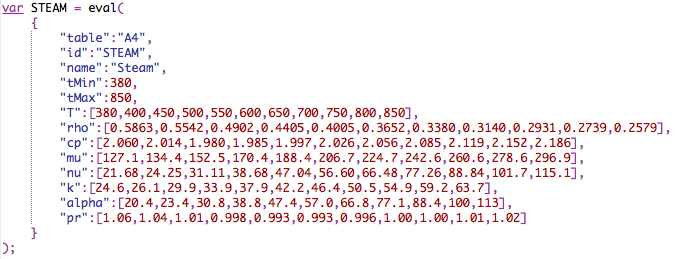 var STEAM = eval(
{
"table":"A4",
"id":"STEAM",
"name":"Steam",
"tMin":380,
"tMax":850,
"T":[380,400,450,500,550,600,650,700,750,800,850],
"rho":[0.5863,0.5542,0.4902,0.4405,0.4005,0.3652,0.3380,0.3140,0.2931,0.2739,0.2579],
"cp":[2.060,2.014,1.980,1.985,1.997,2.026,2.056,2.085,2.119,2.152,2.186],
"mu":[127.1,134.4,152.5,170.4,188.4,206.7,224.7,242.6,260.6,278.6,296.9],
"nu":[21.68,24.25,31.11,38.68,47.04,56.60,66.48,77.26,88.84,101.7,115.1],
"k":[24.6,26.1,29.9,33.9,37.9,42.2,46.4,50.5,54.9,59.2,63.7],
"alpha":[20.4,23.4,30.8,38.8,47.4,57.0,66.8,77.1,88.4,100,113],
"pr":[1.06,1.04,1.01,0.998,0.993,0.993,0.996,1.00,1.00,1.01,1.02]
}
);